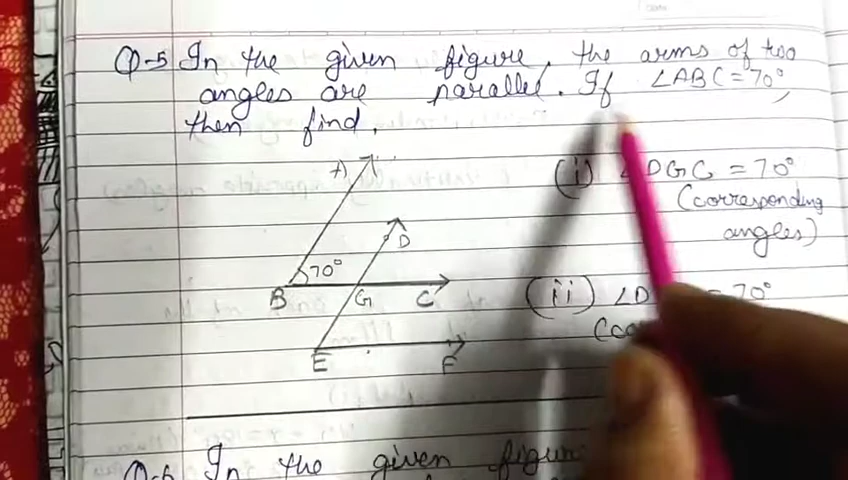 Q-5 In the given figure, the arms of two
angles are parallel. If ∠ABC = 70°
then find.
(i) ∠DGC = 70°
(corresponding
angles)
A
D
70°
B G C
(ii) = 70°
E F
Q-6 In the given figure